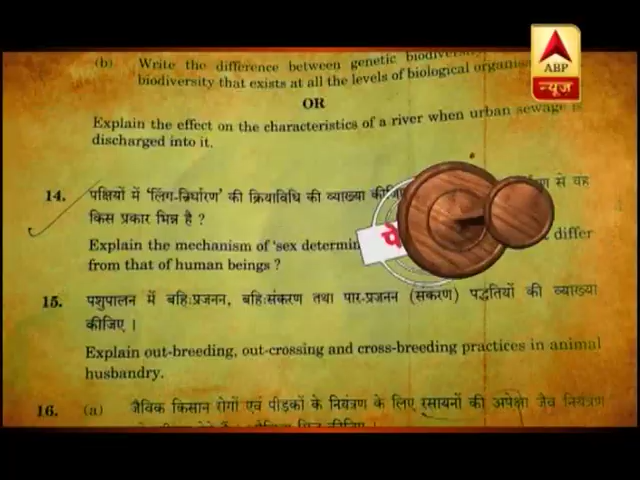 (b) Write the difference between genetic biodiversity
biodiversity that exists at all the levels of biological organisa
OR
Explain the effect on the characteristics of a river when urban sewage is
discharged into it.
14. पक्षियों में 'लिंग-निर्धारण' की क्रियाविधि की व्याख्या से वह
किस प्रकार भिन्न है ?
Explain the mechanism of 'sex determin differ
from that of human beings ?
15. पशुपालन में बहि:प्रजनन, बहि:संकरण तथा पार-प्रजनन (संकरण) पद्धतियों की व्याख्या
कीजिए ।
Explain out-breeding, out-crossing and cross-breeding practices in animal
husbandry.
16. (a) जैविक किसान रोगों एवं पीड़कों के नियंत्रण के लिए रसायनों की अपेक्षा जैव नियंत्रण
ABP
न्यूज़